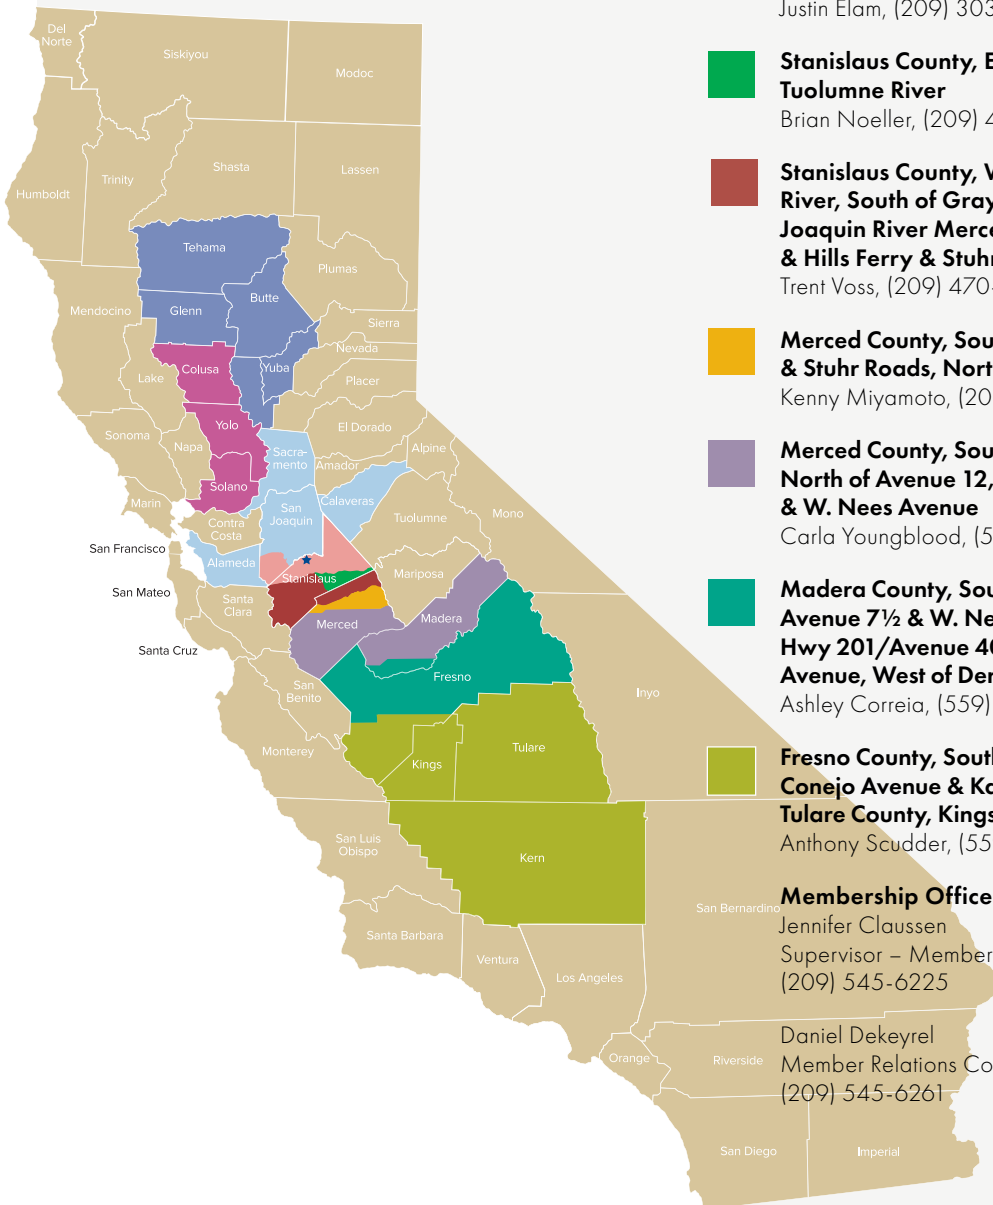 Justin Elam, (209) 303
Stanislaus County, E
Tuolumne River
Brian Noeller, (209) 4
Stanislaus County, W
River, South of Gray
Joaquin River Merce
& Hills Ferry & Stuhr
Trent Voss, (209) 470-
Merced County, Sou
& Stuhr Roads, Nort
Kenny Miyamoto, (20
Merced County, Sou
North of Avenue 12,
& W. Nees Avenue
Carla Youngblood, (5
Madera County, Sou
Avenue 7½ & W. Ne
Hwy 201/Avenue 40
Avenue, West of Der
Ashley Correia, (559)
Fresno County, South
Conejo Avenue & Ka
Tulare County, Kings
Anthony Scudder, (55
Membership Office
Jennifer Claussen
Supervisor – Member
(209) 545-6225
Daniel Dekeyrel
Member Relations Co
(209) 545-6261
Del
Norte
Siskiyou
Modoc
Humboldt
Trinity
Shasta
Lassen
Tehama
Plumas
Mendocino
Glenn
Butte
Sierra
Nevada
Lake
Colusa
Yuba
Placer
Sonoma
Napa
Yolo
El Dorado
Sacra-
mento
Amador
Alpine
Marin
Solano
Calaveras
Contra
Costa
San
Joaquin
Tuolumne
Mono
San Francisco
Alameda
Stanislaus
Mariposa
San Mateo
Santa
Clara
Merced
Madera
Santa Cruz
San
Benito
Fresno
Inyo
Monterey
Kings
Tulare
San Luis
Obispo
Kern
San Bernardino
Santa Barbara
Ventura
Los Angeles
Orange
Riverside
San Diego
Imperial